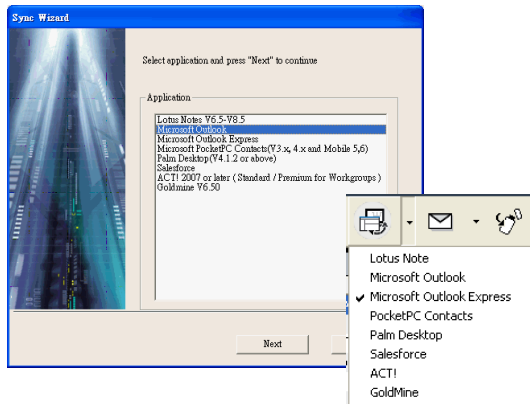 Sync Wizard
Select application and press "Next" to continue
Application
Lotus Notes V6.5-V8.5
Microsoft Outlook
Microsoft Outlook Express
Microsoft PocketPC Contacts(V3.x, 4.x and Mobile 5,6)
Palm Desktop(V4.1.2 or above)
Salesforce
ACT! 2007 or later ( Standard / Premium for Workgroups )
Goldmine V6.50
Next
Lotus Note
Microsoft Outlook
Microsoft Outlook Express
PocketPC Contacts
Palm Desktop
Salesforce
ACT!
GoldMine